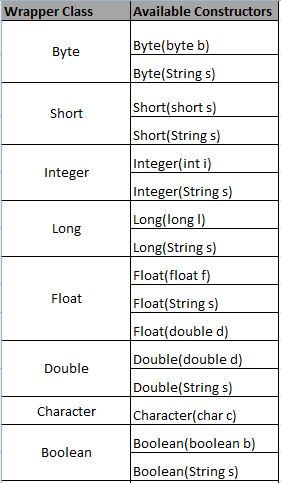 Wrapper Class Available Constructors
Byte
Byte(byte b)
Byte(String s)
Short
Short(short s)
Short(String s)
Integer
Integer(int i)
Integer(String s)
Long
Long(long l)
Long(String s)
Float
Float(float f)
Float(String s)
Float(double d)
Double
Double(double d)
Double(String s)
Character
Character(char c)
Boolean
Boolean(boolean b)
Boolean(String s)